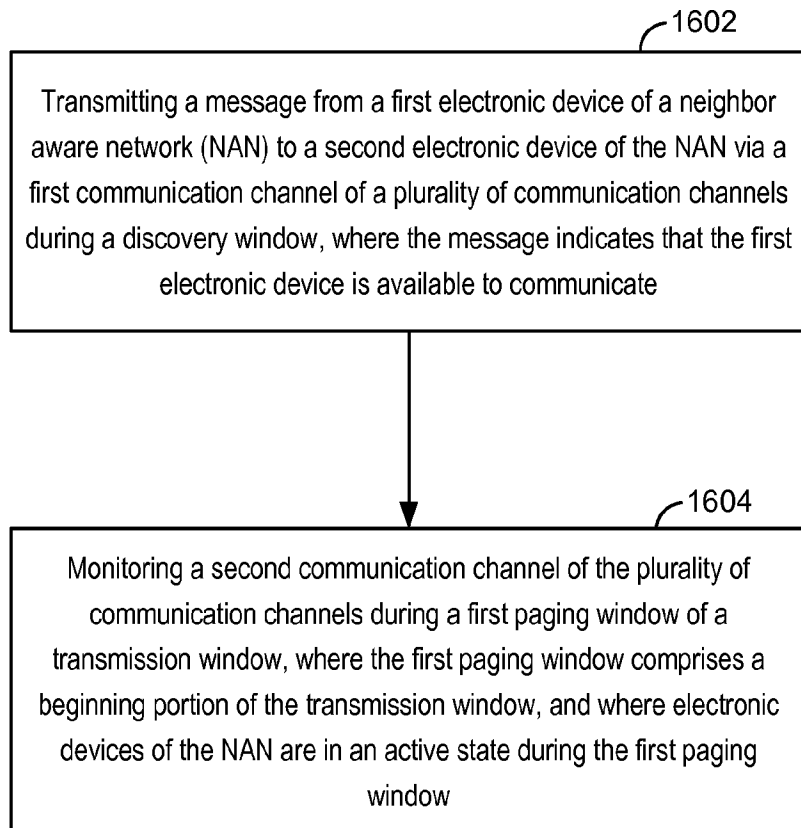 1602
Transmitting a message from a first electronic device of a neighbor
aware network (NAN) to a second electronic device of the NAN via a
first communication channel of a plurality of communication channels
during a discovery window, where the message indicates that the first
electronic device is available to communicate
1604
Monitoring a second communication channel of the plurality of
communication channels during a first paging window of a
transmission window, where the first paging window comprises a
beginning portion of the transmission window, and where electronic
devices of the NAN are in an active state during the first paging
window